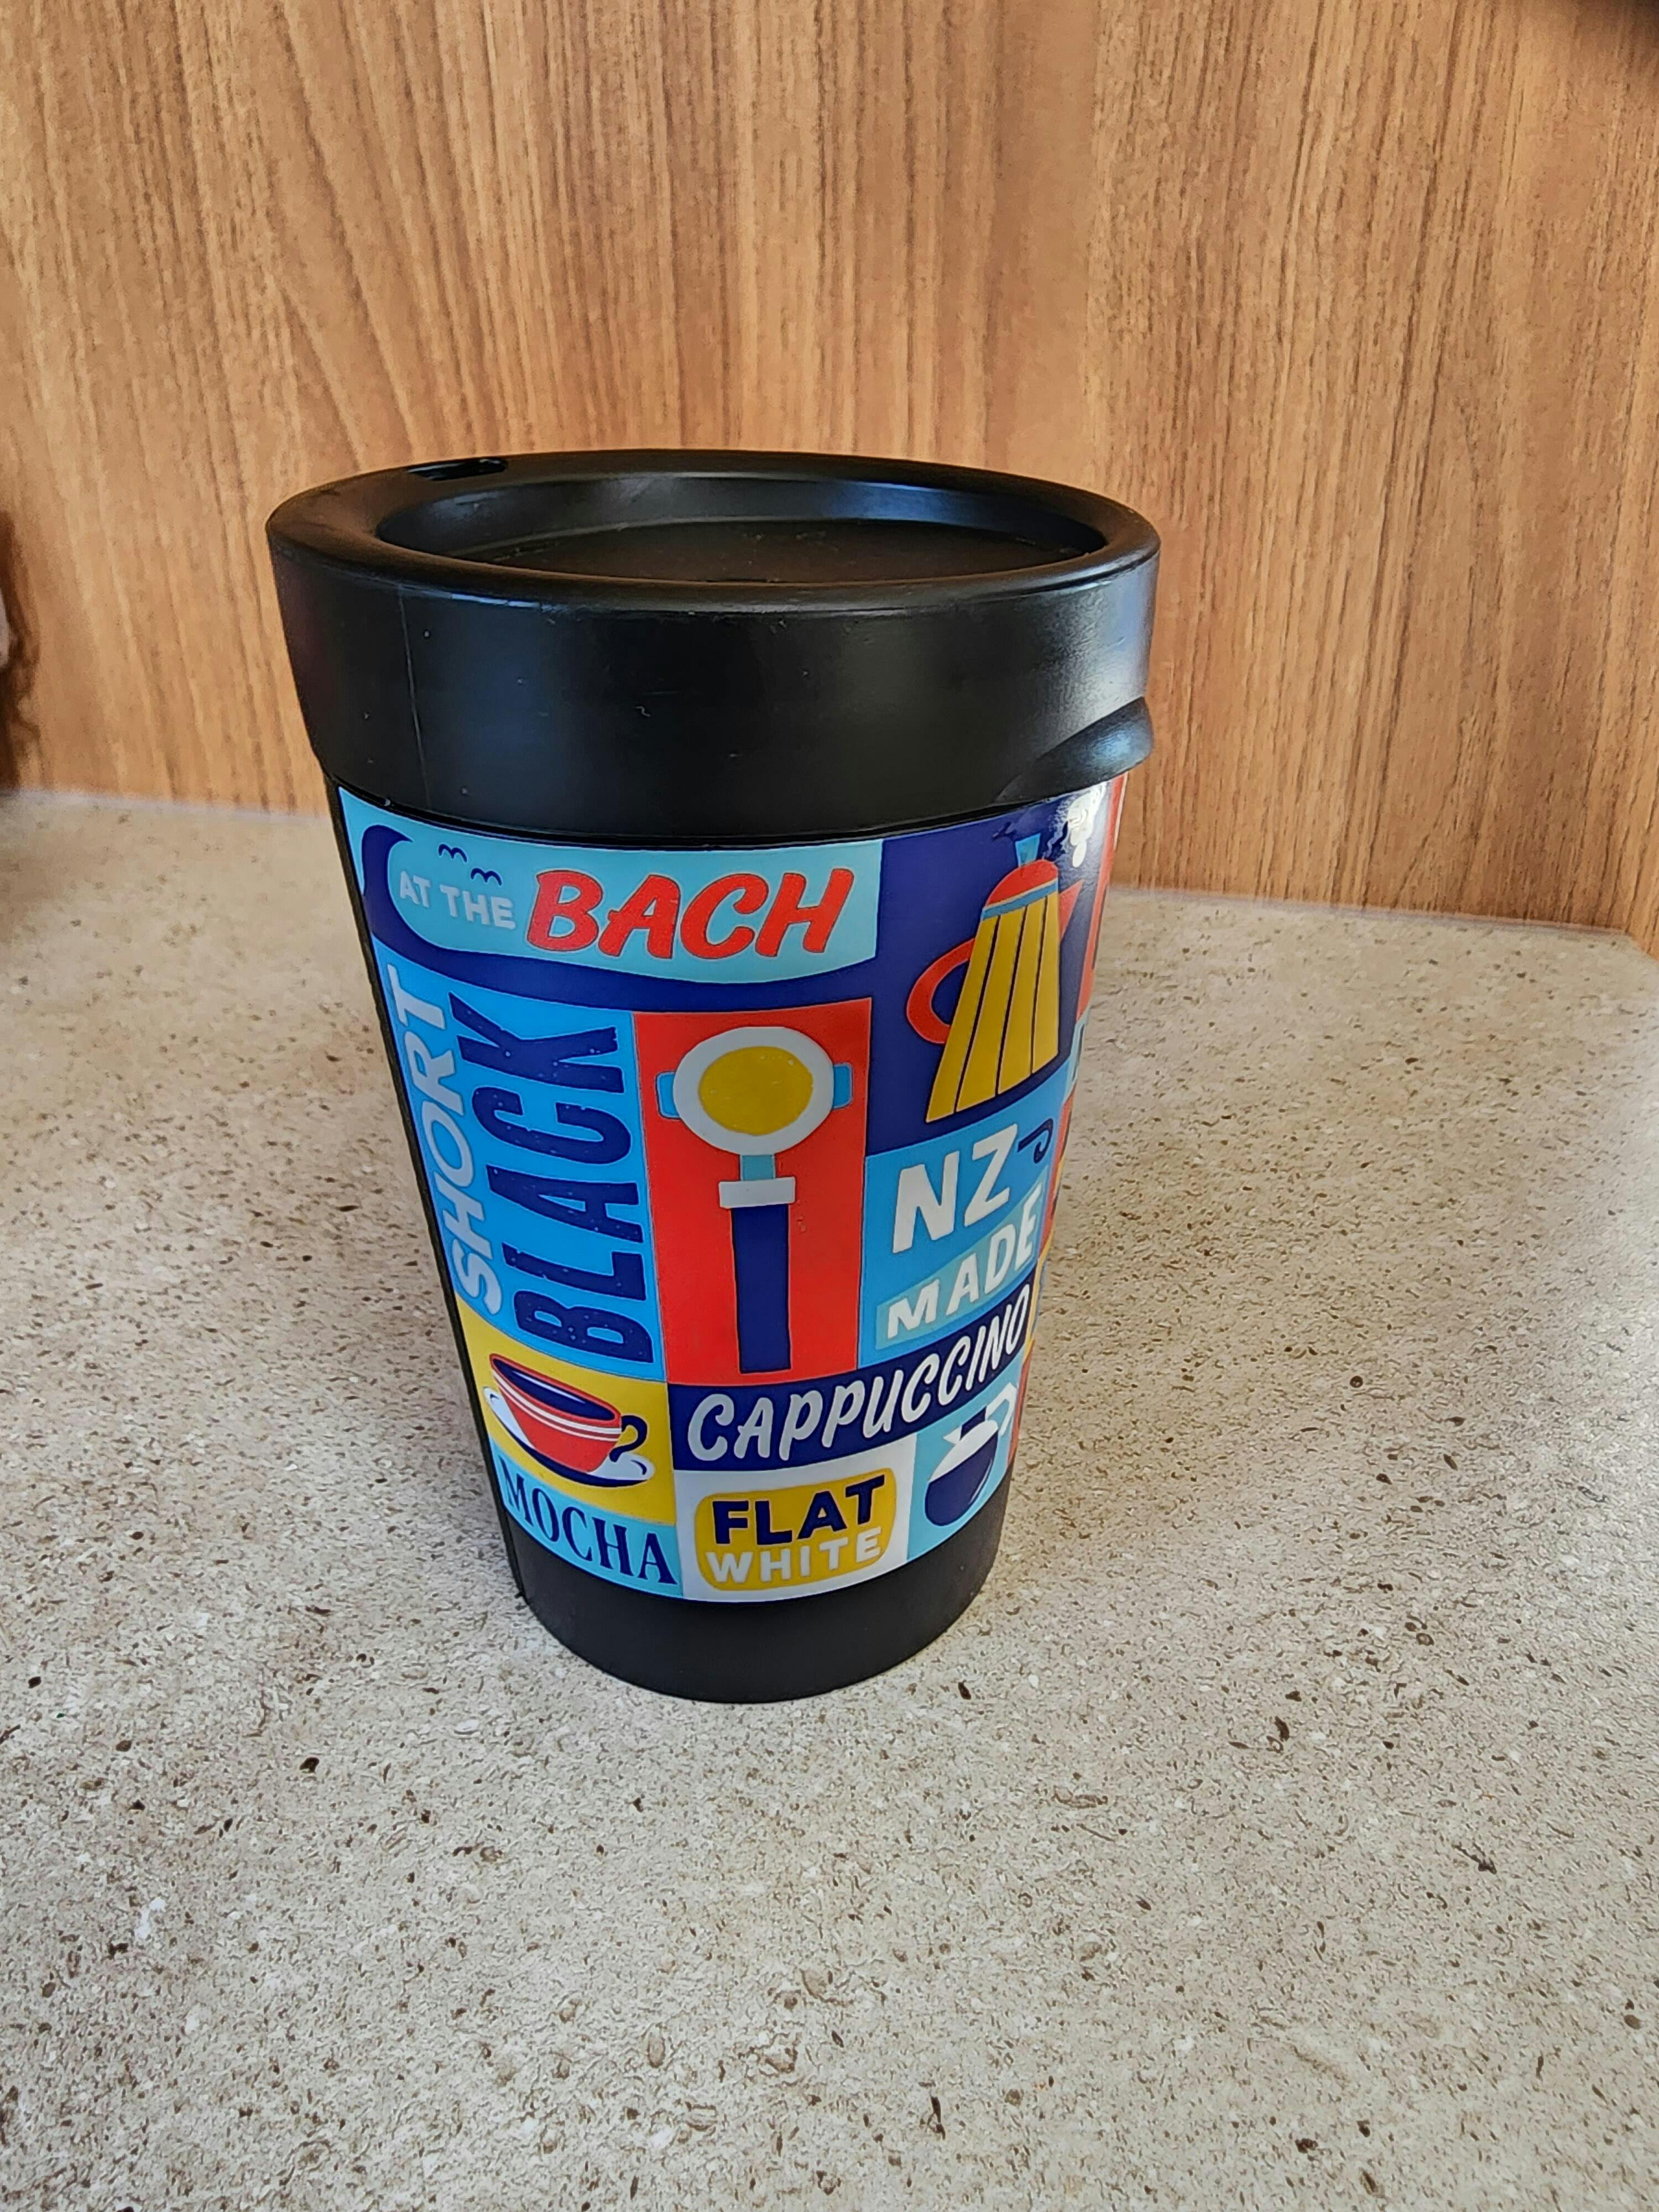 AT THE BACH
SHORT
BLACK
NZ
MADE
CAPPUCCINO
MOCHA
FLAT
WHITE